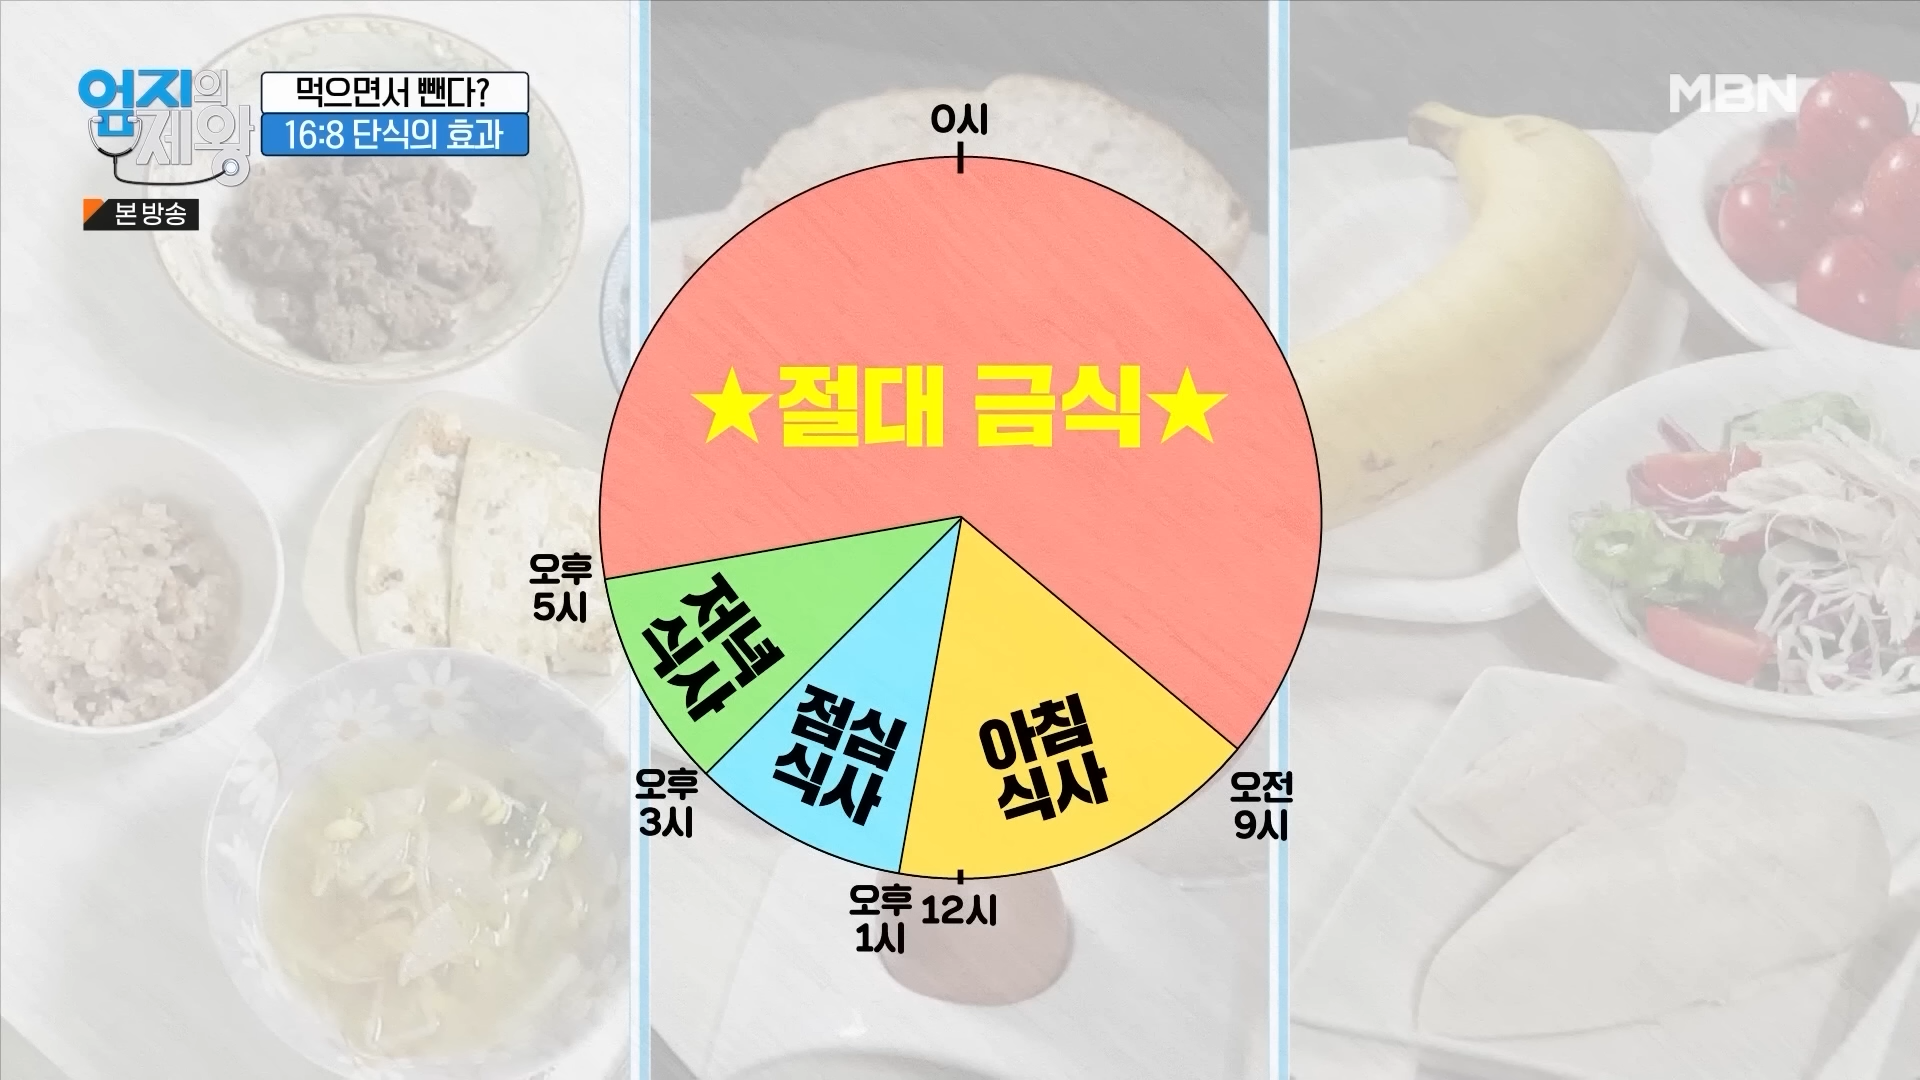 엄지의
제왕
먹으면서 뺀다?
16:8 단식의 효과
본방송
MBN
0시
★절대 금식★
오후
5시
저녁
식사
점심
식사
아침
식사
오후
3시
오전
9시
오후
1시
12시